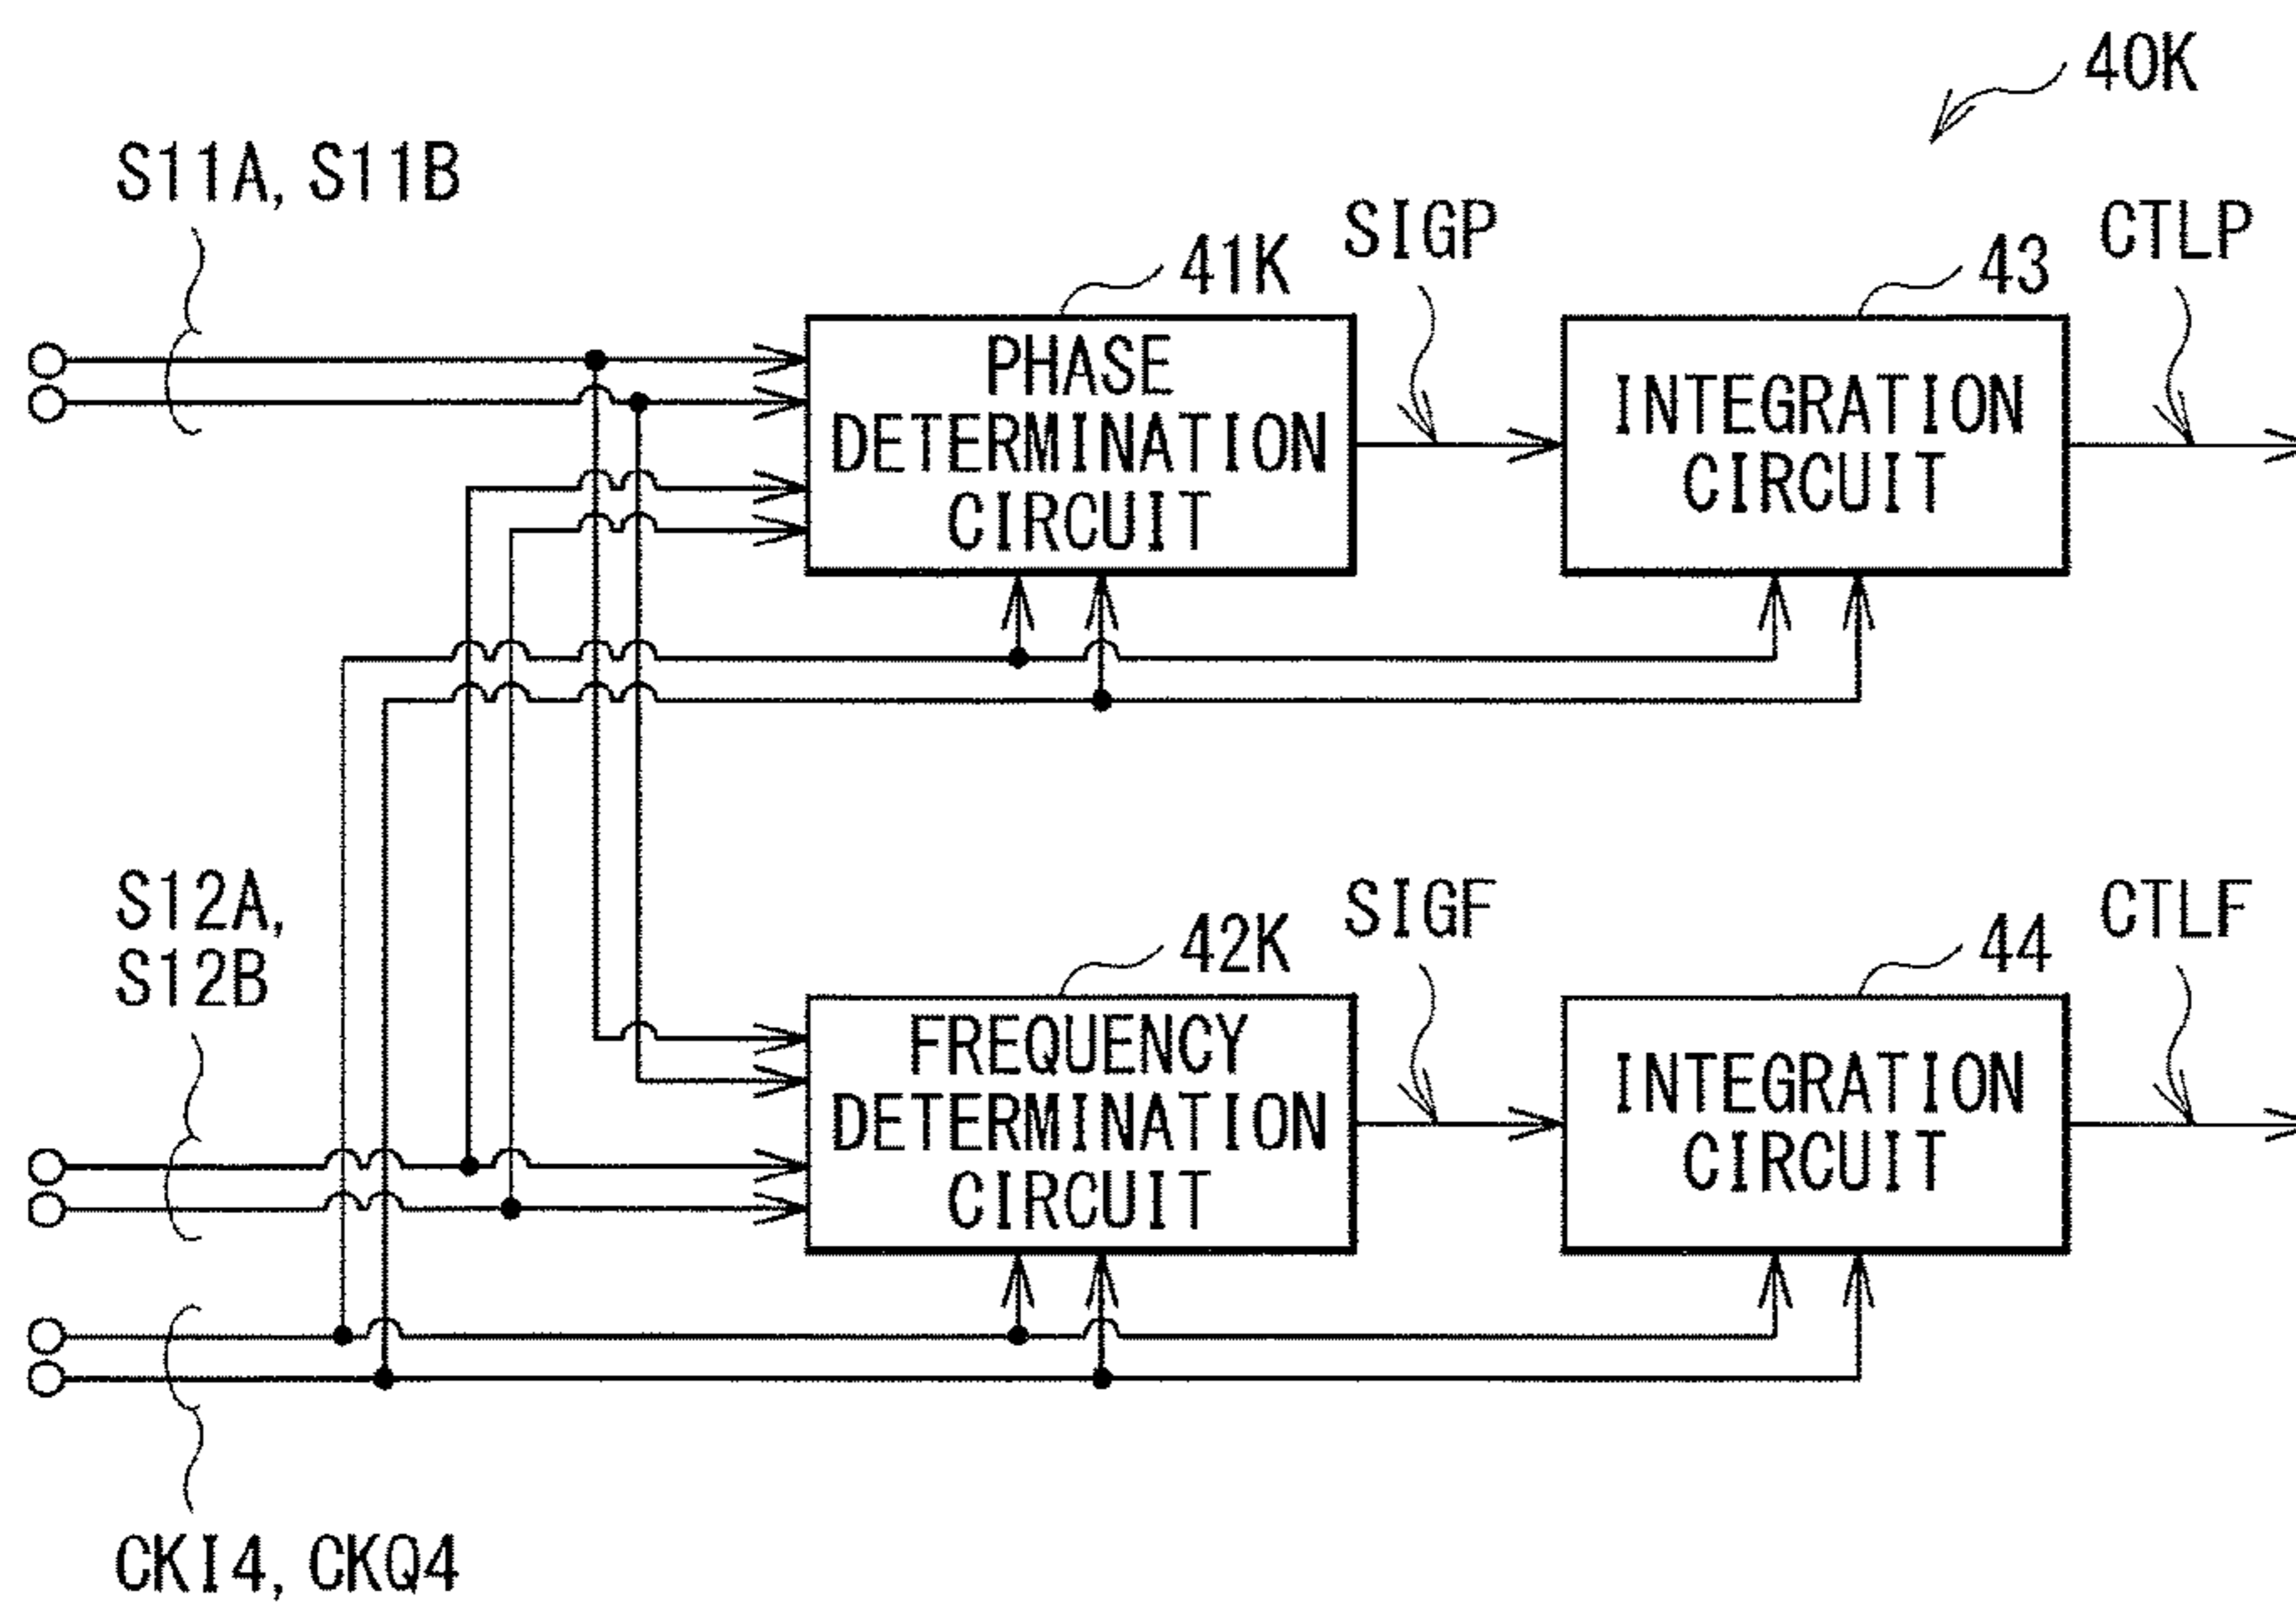 40K
S11A, S11B
SIGP
CTLP
41K
43
PHASE
DETERMINATION
CIRCUIT
INTEGRATION
CIRCUIT
S12A,
S12B
SIGF
CTLF
42K
44
FREQUENCY
DETERMINATION
CIRCUIT
INTEGRATION
CIRCUIT
CKI4, CKQ4